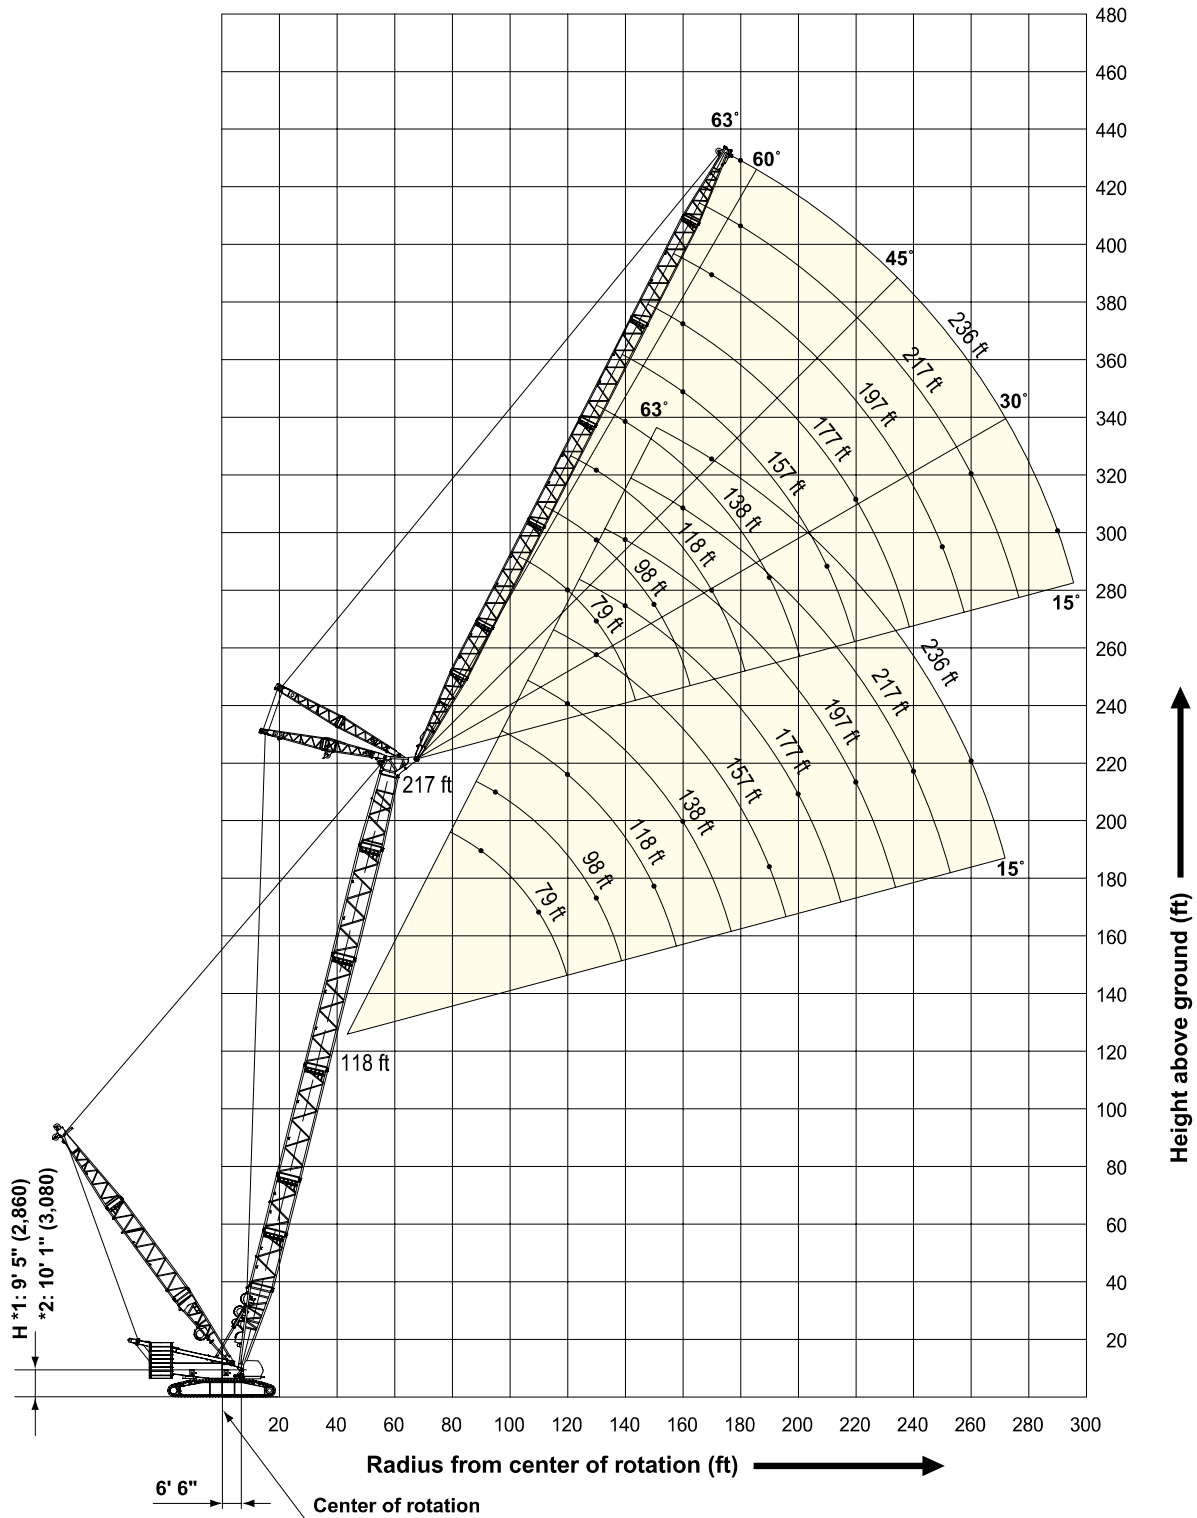 480
460
440
420
400
380
360
340
320
300
280
260
240
220
200
180
160
140
120
100
80
60
40
20
63°
60°
45°
30°
15°
236 ft
217 ft
197 ft
177 ft
157 ft
138 ft
118 ft
98 ft
79 ft
63°
236 ft
217 ft
197 ft
177 ft
157 ft
138 ft
118 ft
98 ft
79 ft
15°
217 ft
118 ft
Height above ground (ft)
H *1: 9' 5" (2,860)
*2: 10' 1" (3,080)
20 40 60 80 100 120 140 160 180 200 220 240 260 280 300
Radius from center of rotation (ft)
6' 6"
Center of rotation